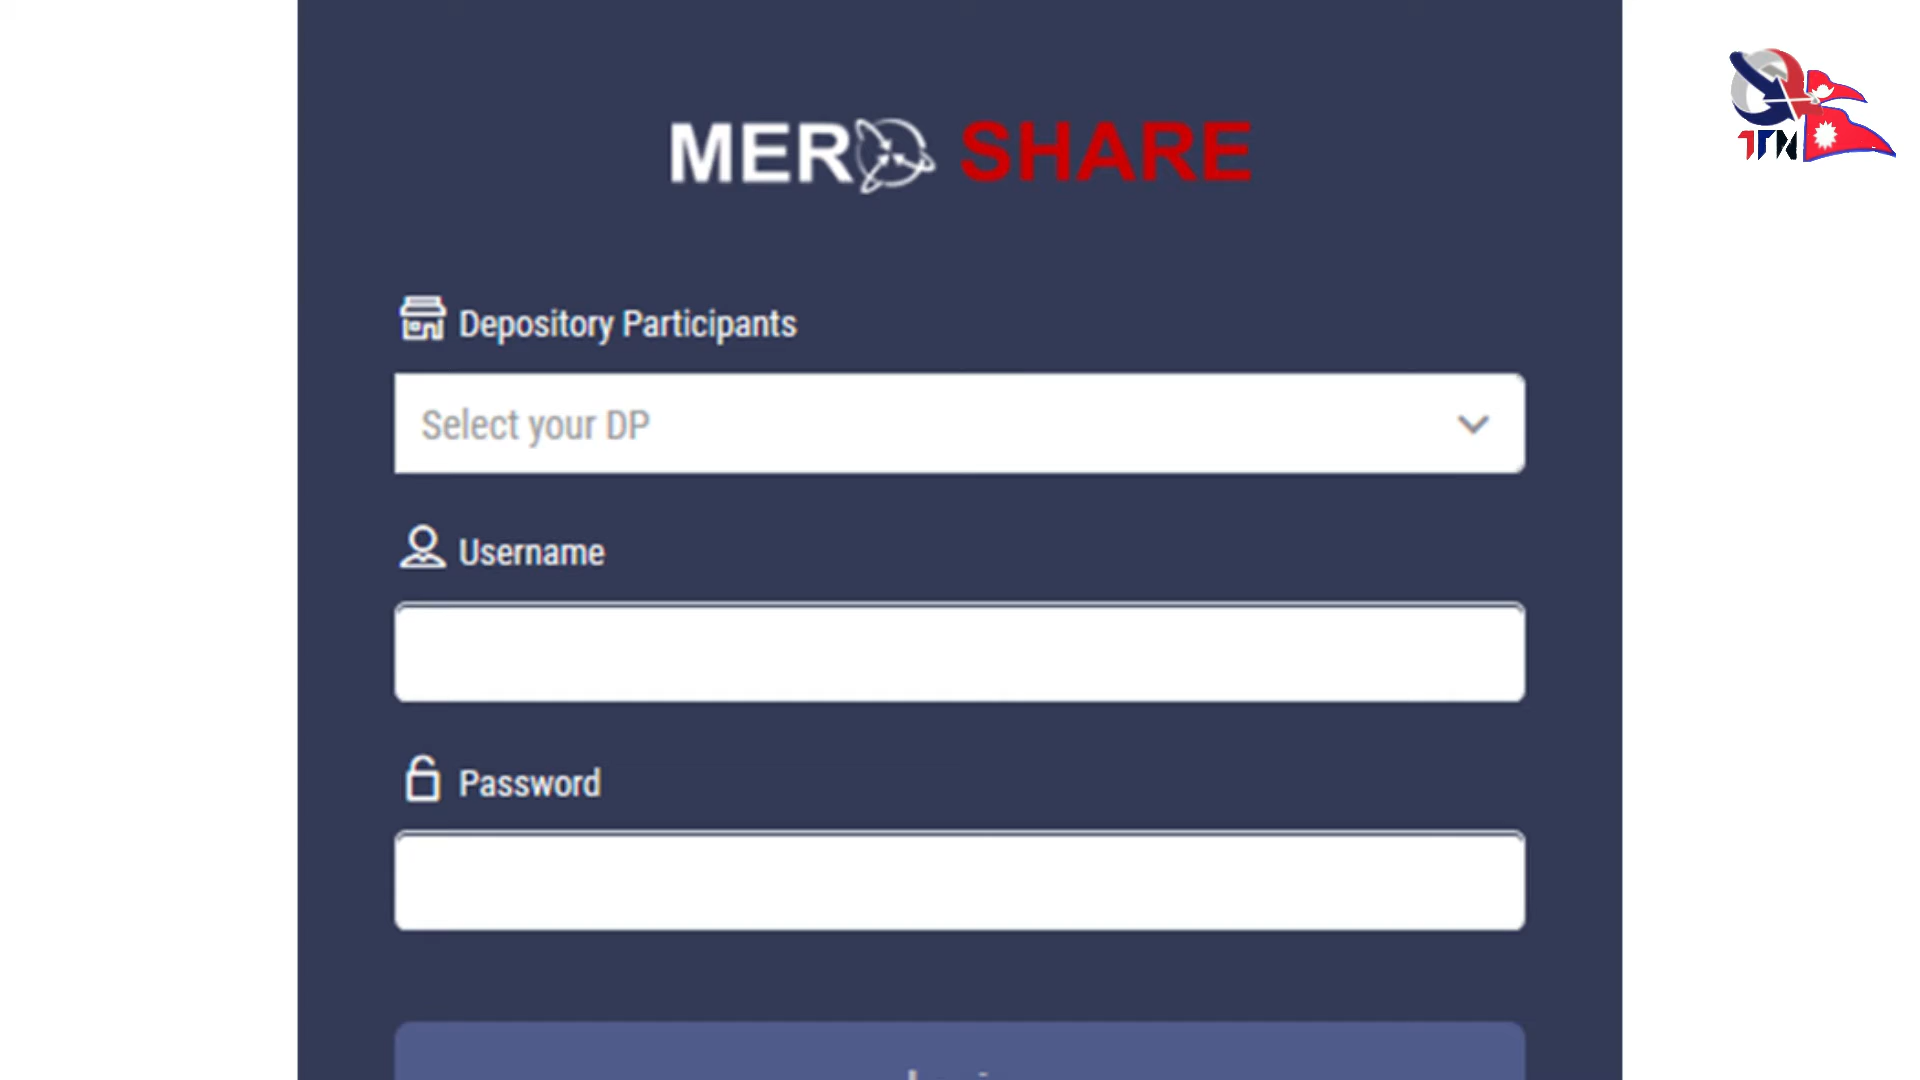 MERO SHARE
Depository Participants
Select your DP
Username
Password